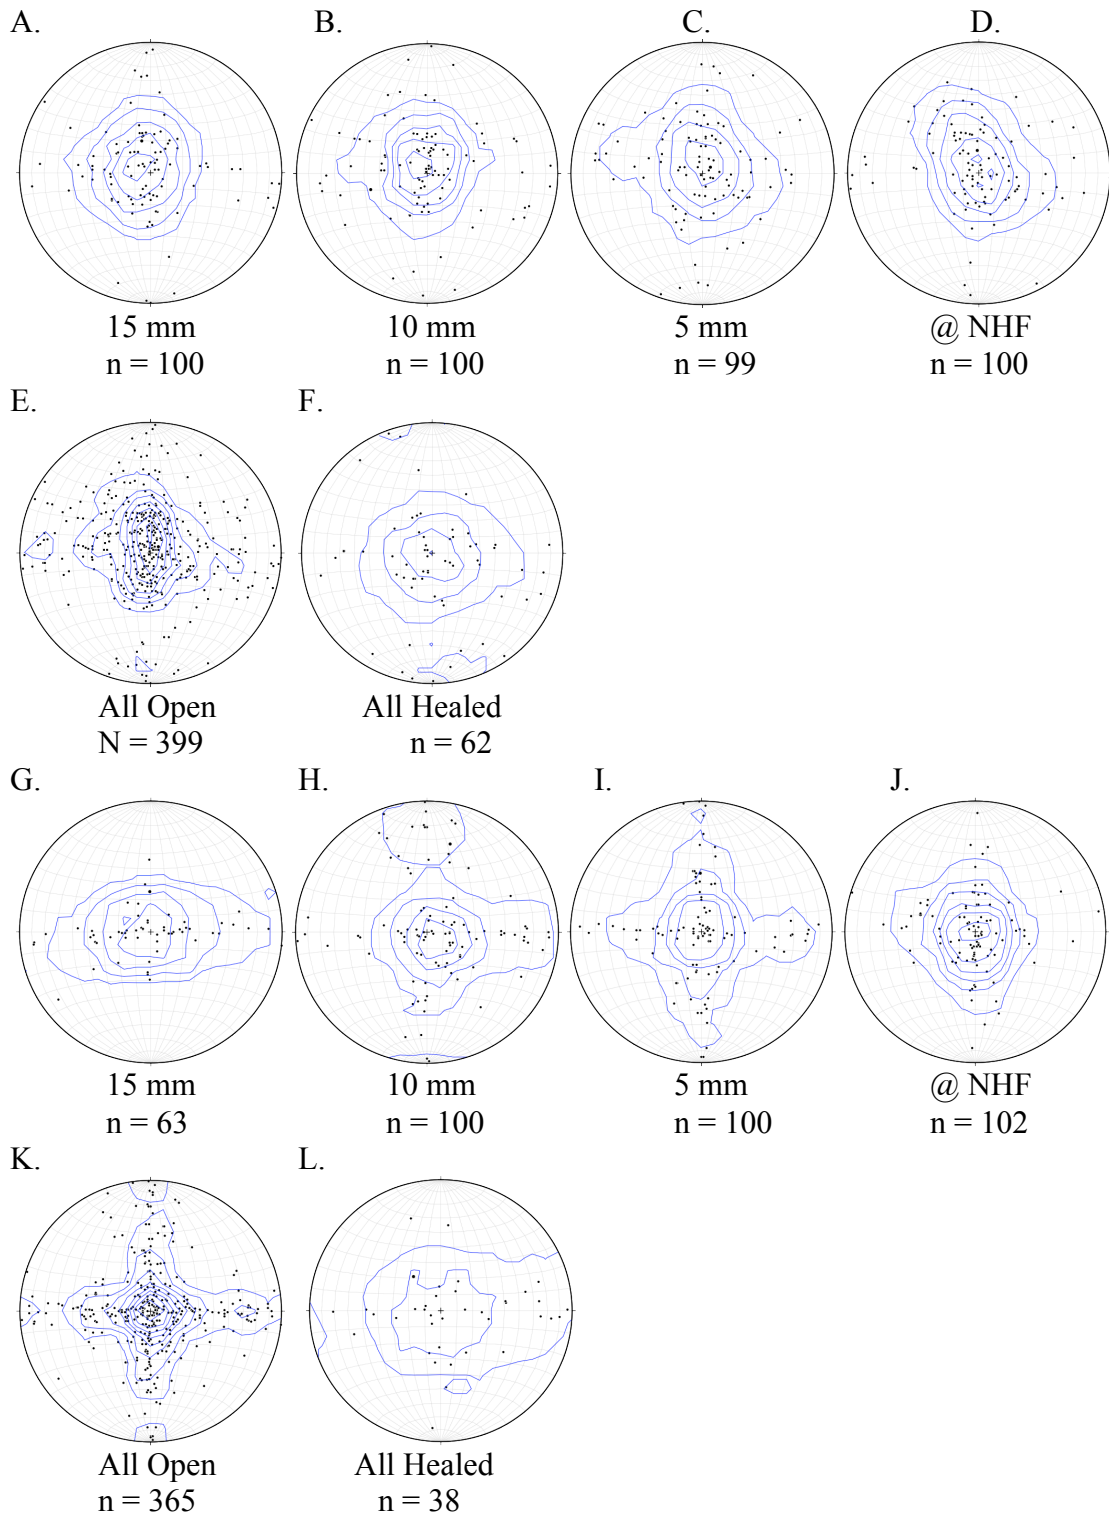 A. B. C. D.
15 mm 10 mm 5 mm @ NHF
n = 100 n = 100 n = 99 n = 100
E. F.
All Open All Healed
N = 399 n = 62
G. H. I. J.
15 mm 10 mm 5 mm @ NHF
n = 63 n = 100 n = 100 n = 102
K. L.
All Open All Healed
n = 365 n = 38